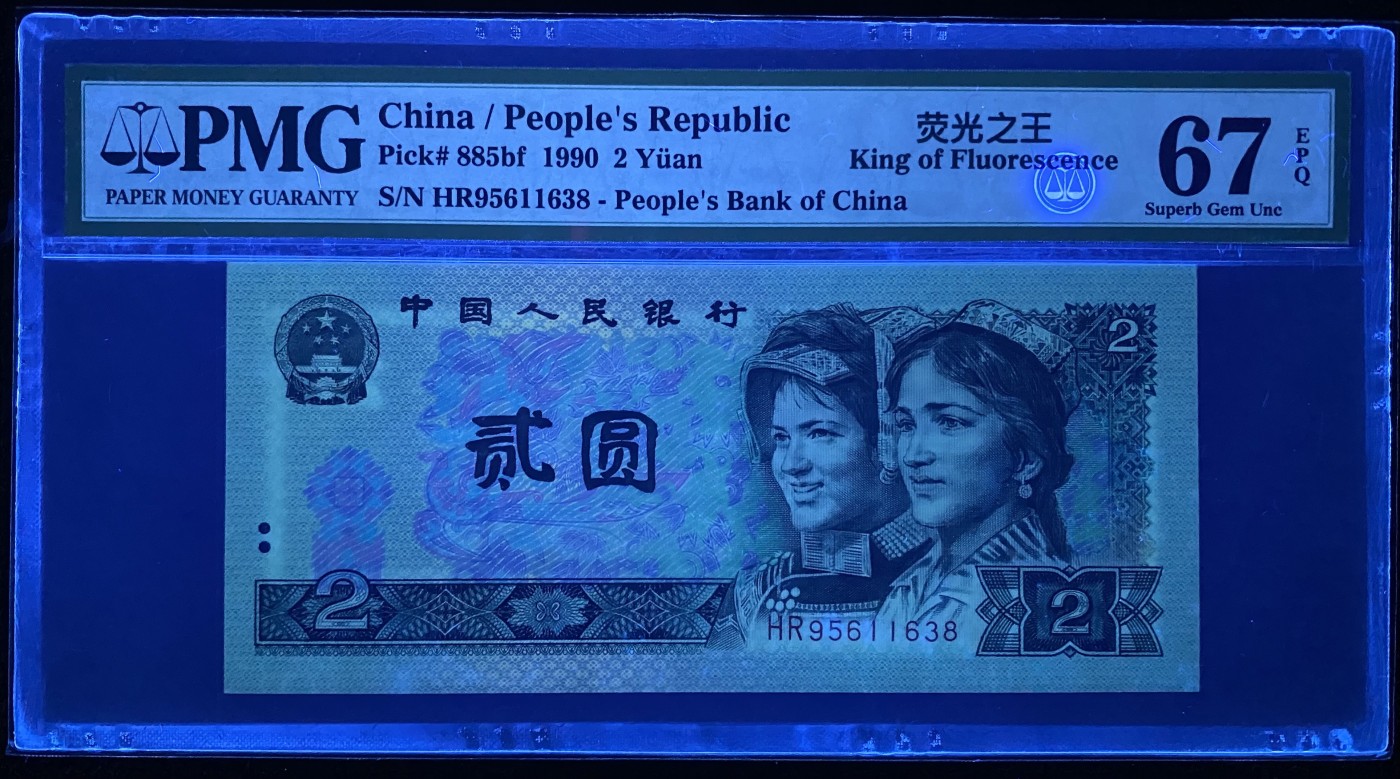 PMG
PAPER MONEY GUARANTY
China / People's Republic
Pick# 885bf 1990 2 Yüan
S/N HR95611638 - People's Bank of China
荧光之王
King of Fluorescence
67
EPQ
Superb Gem Unc
中国人民银行
2
贰圆
2
HR95611638
2